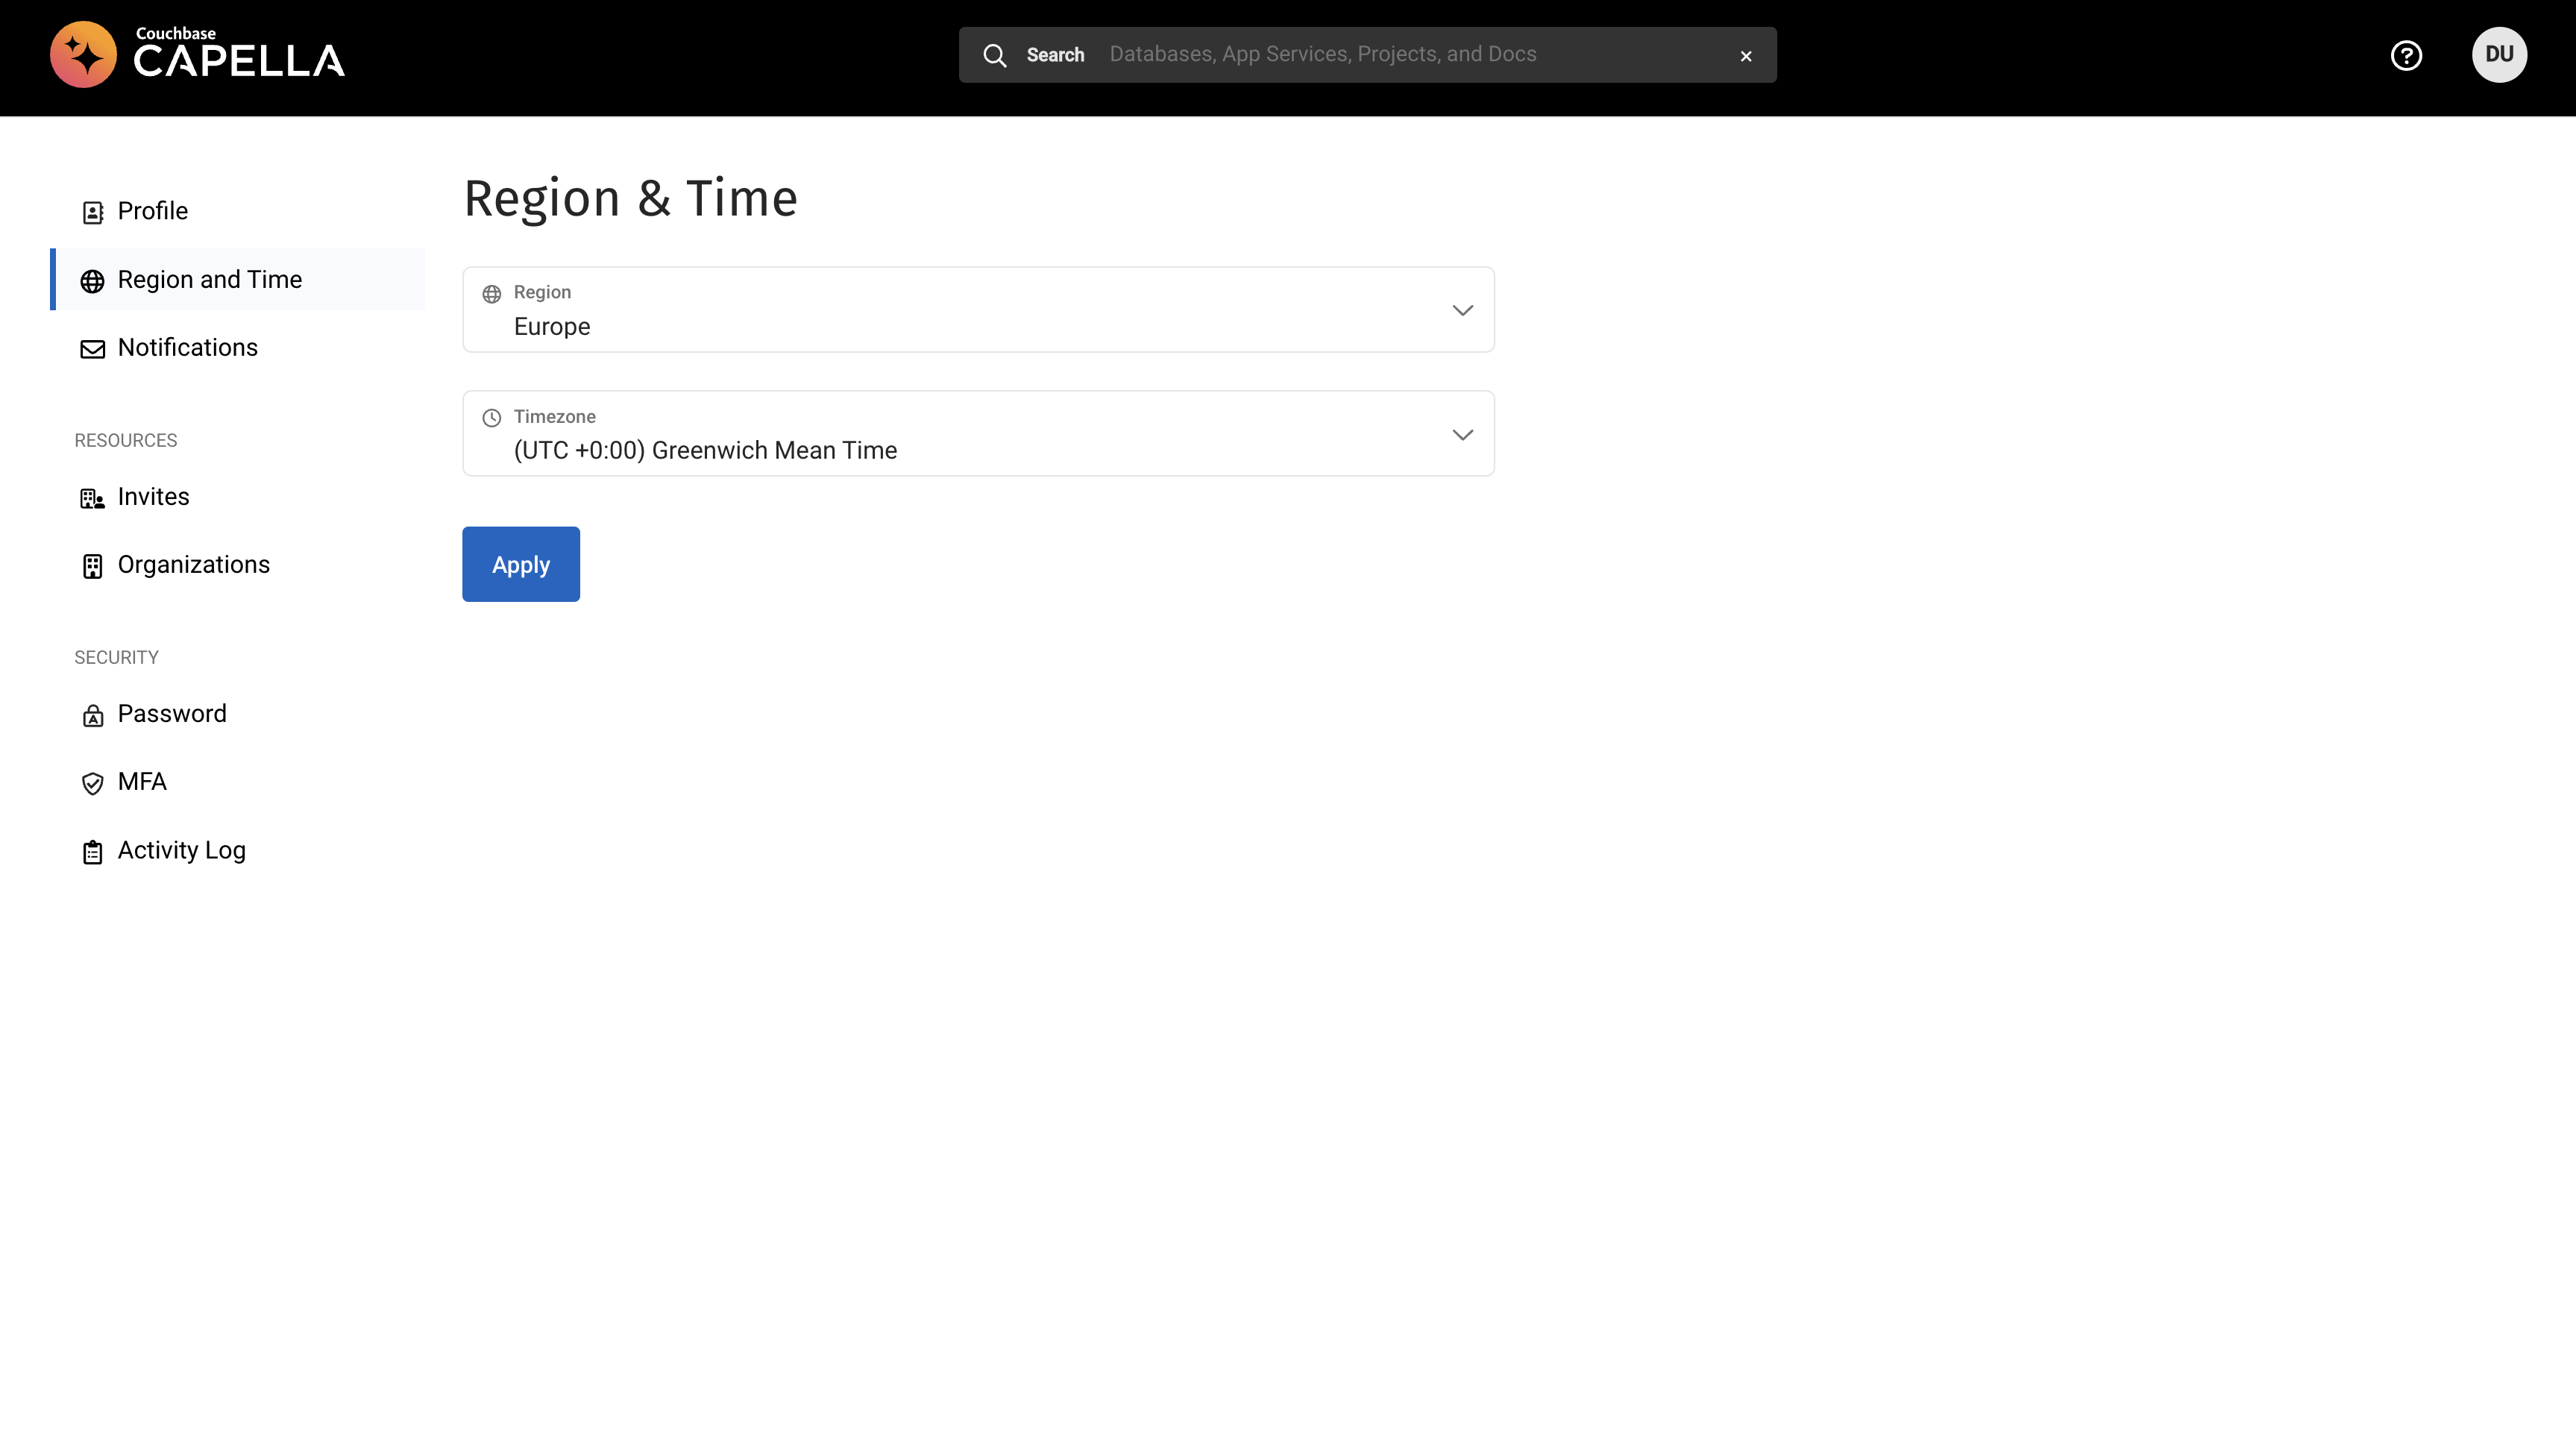 Couchbase
CAPELLA
Search Databases, App Services, Projects, and Docs
DU
Profile
Region and Time
Notifications
RESOURCES
Invites
Organizations
SECURITY
Password
MFA
Activity Log
Region & Time
Region
Europe
Timezone
(UTC +0:00) Greenwich Mean Time
Apply